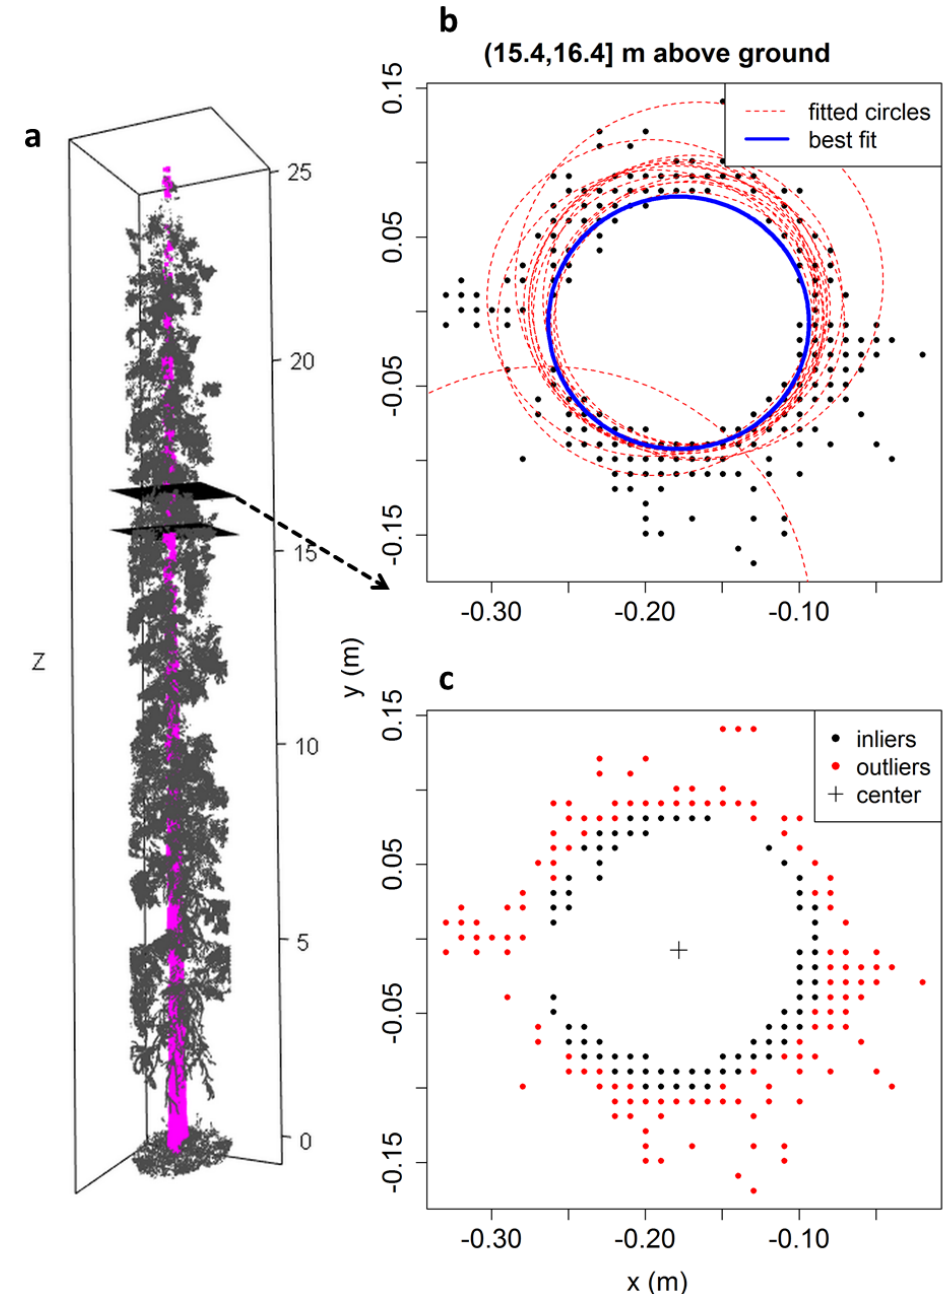 a
25
20
15
10
5
0
Z
b
(15.4,16.4] m above ground
fitted circles
best fit
0.15
0.05
-0.05
-0.15
-0.30
-0.20
-0.10
y (m)
c
inliers
outliers
center
0.15
0.05
-0.05
-0.15
-0.30
-0.20
-0.10
x (m)